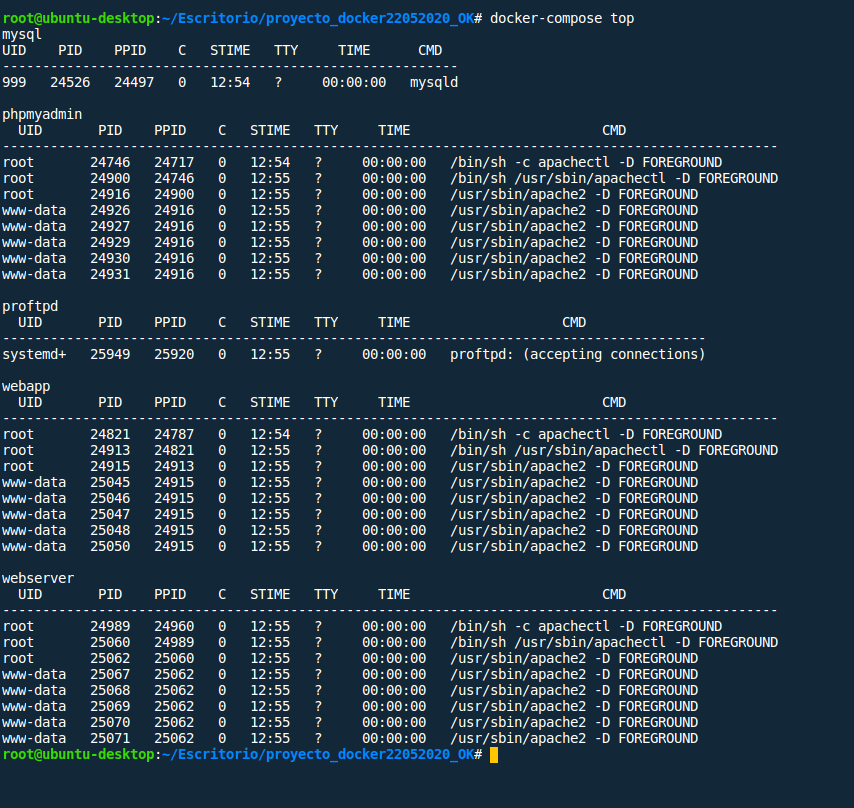 root@ubuntu-desktop:~/Escritorio/proyecto_docker22052020_OK# docker-compose top
mysql
UID   PID    PPID   C   STIME   TTY     TIME      CMD
---------------------------------------------------------
999   24526   24497   0   12:54   ?     00:00:00   mysqld

phpmyadmin
  UID       PID    PPID    C   STIME   TTY     TIME                        CMD
-------------------------------------------------------------------------------------------------
root       24746   24717   0   12:54   ?     00:00:00   /bin/sh -c apachectl -D FOREGROUND
root       24900   24746   0   12:55   ?     00:00:00   /bin/sh /usr/sbin/apachectl -D FOREGROUND
root       24916   24900   0   12:55   ?     00:00:00   /usr/sbin/apache2 -D FOREGROUND
www-data   24926   24916   0   12:55   ?     00:00:00   /usr/sbin/apache2 -D FOREGROUND
www-data   24927   24916   0   12:55   ?     00:00:00   /usr/sbin/apache2 -D FOREGROUND
www-data   24929   24916   0   12:55   ?     00:00:00   /usr/sbin/apache2 -D FOREGROUND
www-data   24930   24916   0   12:55   ?     00:00:00   /usr/sbin/apache2 -D FOREGROUND
www-data   24931   24916   0   12:55   ?     00:00:00   /usr/sbin/apache2 -D FOREGROUND

proftpd
  UID       PID    PPID    C   STIME   TTY     TIME                   CMD
----------------------------------------------------------------------------------------
systemd+   25949   25920   0   12:55   ?     00:00:00   proftpd: (accepting connections)

webapp
  UID       PID    PPID    C   STIME   TTY     TIME                        CMD
-------------------------------------------------------------------------------------------------
root       24821   24787   0   12:54   ?     00:00:00   /bin/sh -c apachectl -D FOREGROUND
root       24913   24821   0   12:55   ?     00:00:00   /bin/sh /usr/sbin/apachectl -D FOREGROUND
root       24915   24913   0   12:55   ?     00:00:00   /usr/sbin/apache2 -D FOREGROUND
www-data   25045   24915   0   12:55   ?     00:00:00   /usr/sbin/apache2 -D FOREGROUND
www-data   25046   24915   0   12:55   ?     00:00:00   /usr/sbin/apache2 -D FOREGROUND
www-data   25047   24915   0   12:55   ?     00:00:00   /usr/sbin/apache2 -D FOREGROUND
www-data   25048   24915   0   12:55   ?     00:00:00   /usr/sbin/apache2 -D FOREGROUND
www-data   25050   24915   0   12:55   ?     00:00:00   /usr/sbin/apache2 -D FOREGROUND

webserver
  UID       PID    PPID    C   STIME   TTY     TIME                        CMD
-------------------------------------------------------------------------------------------------
root       24989   24960   0   12:55   ?     00:00:00   /bin/sh -c apachectl -D FOREGROUND
root       25060   24989   0   12:55   ?     00:00:00   /bin/sh /usr/sbin/apachectl -D FOREGROUND
root       25062   25060   0   12:55   ?     00:00:00   /usr/sbin/apache2 -D FOREGROUND
www-data   25067   25062   0   12:55   ?     00:00:00   /usr/sbin/apache2 -D FOREGROUND
www-data   25068   25062   0   12:55   ?     00:00:00   /usr/sbin/apache2 -D FOREGROUND
www-data   25069   25062   0   12:55   ?     00:00:00   /usr/sbin/apache2 -D FOREGROUND
www-data   25070   25062   0   12:55   ?     00:00:00   /usr/sbin/apache2 -D FOREGROUND
www-data   25071   25062   0   12:55   ?     00:00:00   /usr/sbin/apache2 -D FOREGROUND
root@ubuntu-desktop:~/Escritorio/proyecto_docker22052020_OK#